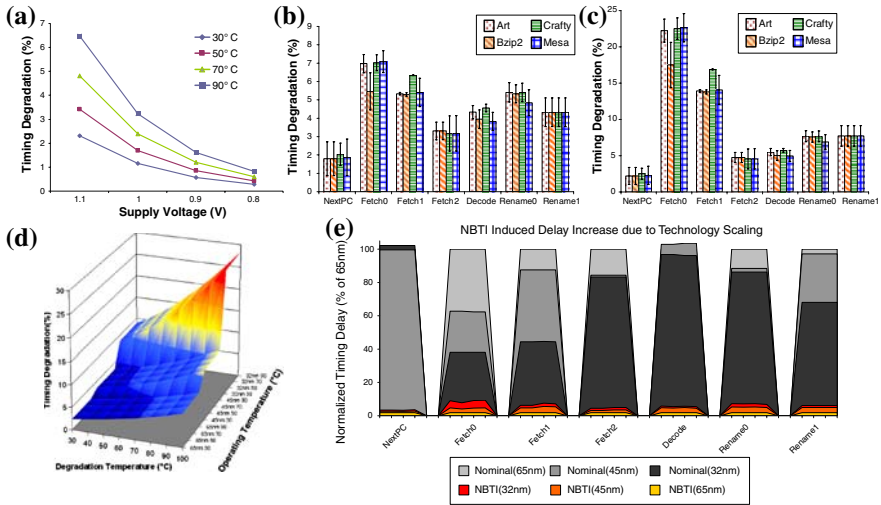 (a)
Timing Degradation (%)
7
6
5
4
3
2
1
0
1.1
1
0.9
0.8
Supply Voltage (V)
30° C
50° C
70° C
90° C
(b)
Timing Degradation (%)
8
7
6
5
4
3
2
1
0
Art
Crafty
Bzip2
Mesa
NextPC
Fetch0
Fetch1
Fetch2
Decode
Rename0
Rename1
(c)
Timing Degradation (%)
25
20
15
10
5
0
Art
Crafty
Bzip2
Mesa
NextPC
Fetch0
Fetch1
Fetch2
Decode
Rename0
Rename1
(d)
Timing Degradation(%)
30
25
20
15
10
5
0
30 40 50 60 70 80 90 100
Degradation Temperature (°C)
Operating Temperature (°C)
(e)
NBTI Induced Delay Increase due to Technology Scaling
Normalized Timing Delay (% of 65nm)
100
80
60
40
20
0
NextPC
Fetch0
Fetch1
Fetch2
Decode
Rename0
Rename1
Nominal(65nm)
Nominal(45nm)
Nominal(32nm)
NBTI(32nm)
NBTI(45nm)
NBTI(65nm)